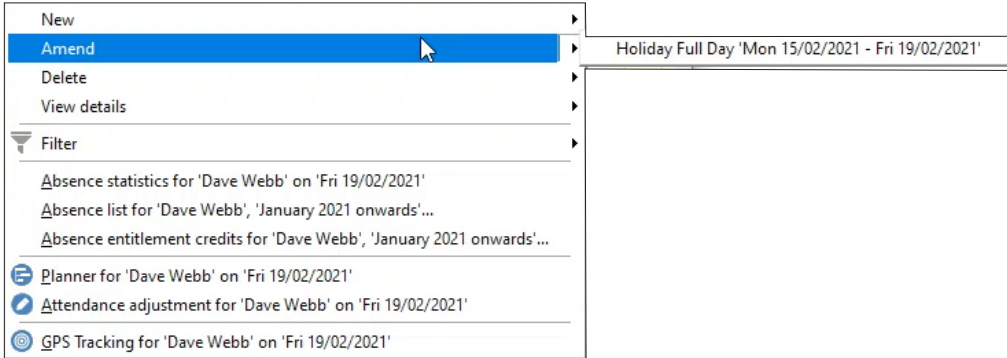 New
Amend
Holiday Full Day 'Mon 15/02/2021 - Fri 19/02/2021'
Delete
View details
Filter
Absence statistics for 'Dave Webb' on 'Fri 19/02/2021'
Absence list for 'Dave Webb', 'January 2021 onwards'...
Absence entitlement credits for 'Dave Webb', 'January 2021 onwards'...
Planner for 'Dave Webb' on 'Fri 19/02/2021'
Attendance adjustment for 'Dave Webb' on 'Fri 19/02/2021'
GPS Tracking for 'Dave Webb' on 'Fri 19/02/2021'